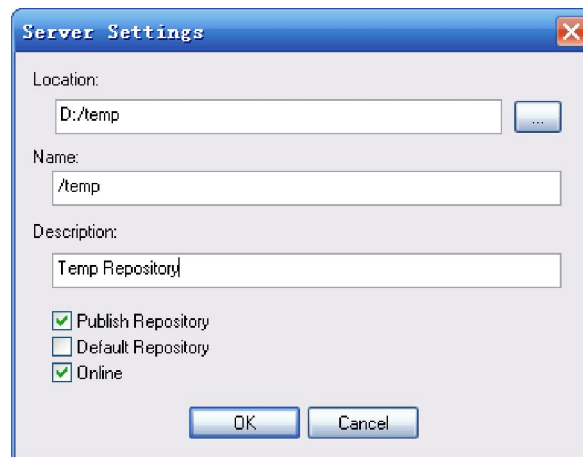 Server Settings
Location:
D:/temp
...
Name:
/temp
Description:
Temp Repository
Publish Repository
Default Repository
Online
OK Cancel